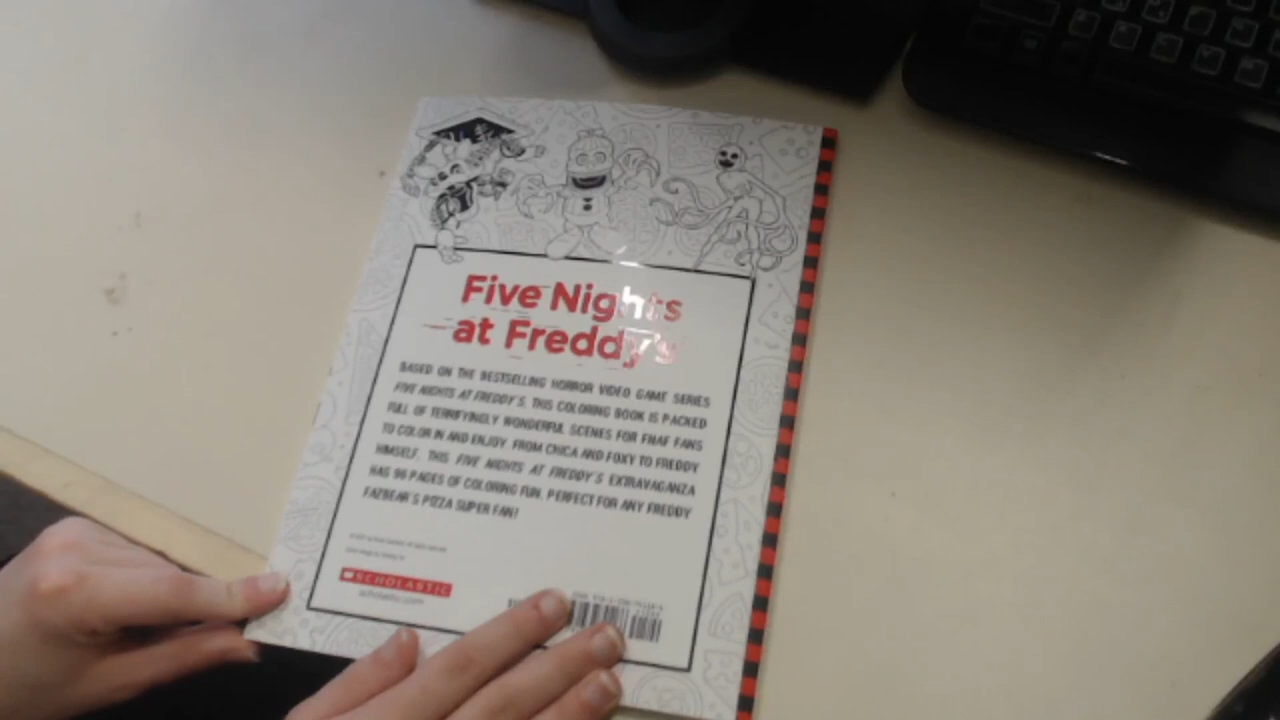 Five Nights
at Freddy's
BASED ON THE BESTSELLING HORROR VIDEO GAME SERIES
FIVE NIGHTS AT FREDDY'S, THIS COLORING BOOK IS PACKED
FULL OF TERRIFYINGLY WONDERFUL SCENES FOR FNAF FANS
TO COLOR IN AND ENJOY. FROM CHICA AND FOXY TO FREDDY
HIMSELF, THIS FIVE NIGHTS AT FREDDY'S EXTRAVAGANZA
HAS 96 PAGES OF COLORING FUN, PERFECT FOR ANY FREDDY
FAZBEAR'S PIZZA SUPER FAN!
SCHOLASTIC
scholastic.com